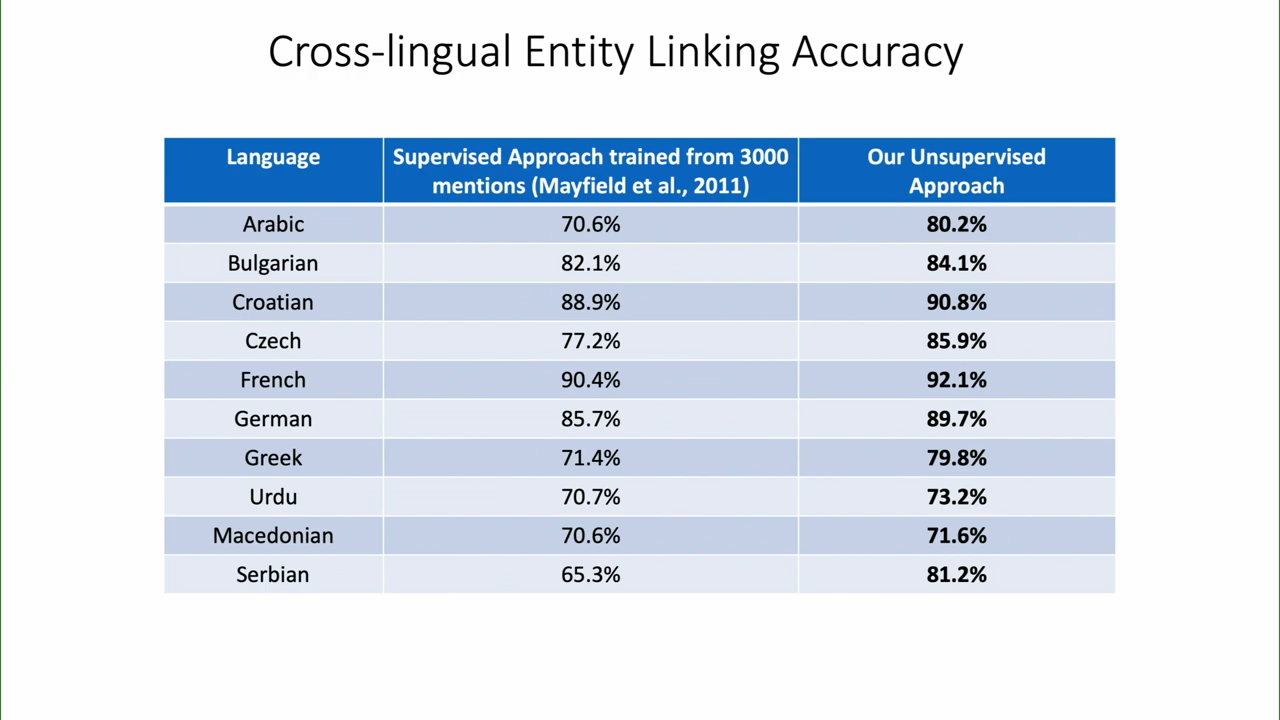 Cross-lingual Entity Linking Accuracy
Language Supervised Approach trained from 3000 mentions (Mayfield et al., 2011) Our Unsupervised Approach
Arabic 70.6% 80.2%
Bulgarian 82.1% 84.1%
Croatian 88.9% 90.8%
Czech 77.2% 85.9%
French 90.4% 92.1%
German 85.7% 89.7%
Greek 71.4% 79.8%
Urdu 70.7% 73.2%
Macedonian 70.6% 71.6%
Serbian 65.3% 81.2%